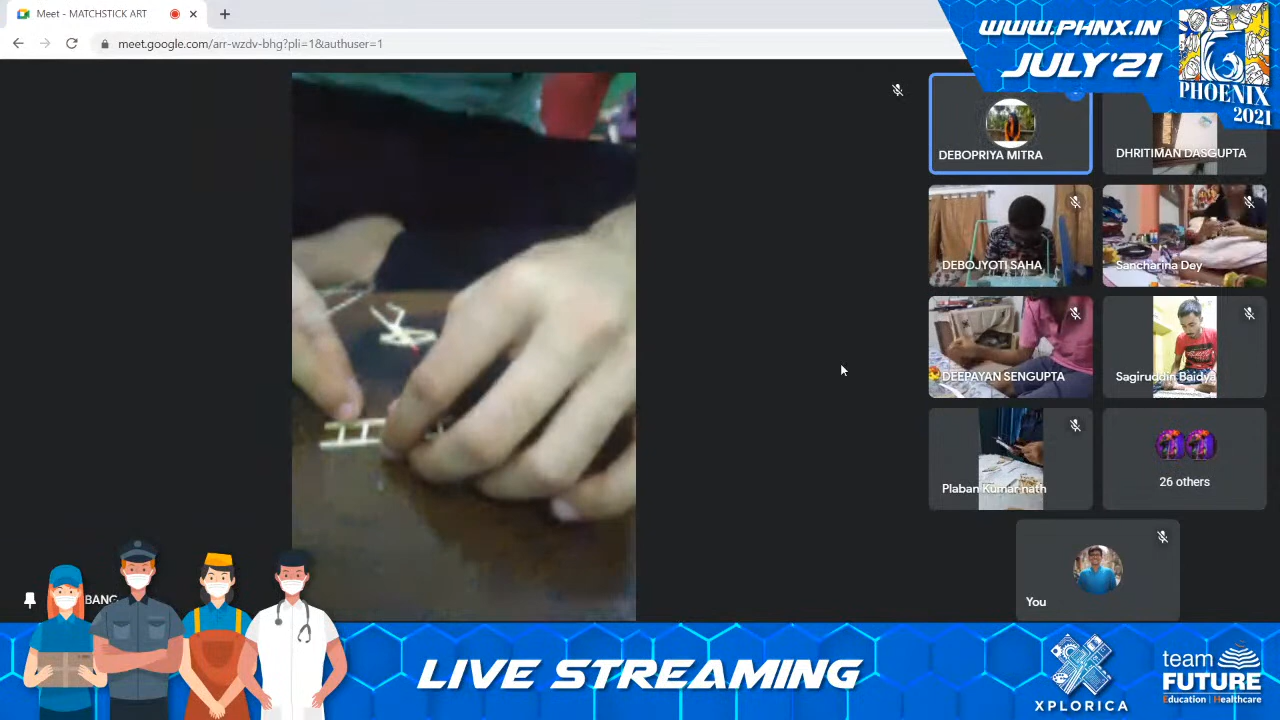 Meet - MATCHSTICK ART
meet.google.com/arr-wzdv-bhg?pli=1&authuser=1
WWW.PHNX.IN
JULY'21
PHOENIX
2021
DEBOPRIYA MITRA
DHRITIMAN DASGUPTA
DEBOJYOTI SAHA
Sancharina Dey
DEEPAYAN SENGUPTA
Sagiruddin Baidya
Plaban Kumar nath
26 others
You
BANG
LIVE STREAMING
XPLORICA
team
FUTURE
Education | Healthcare